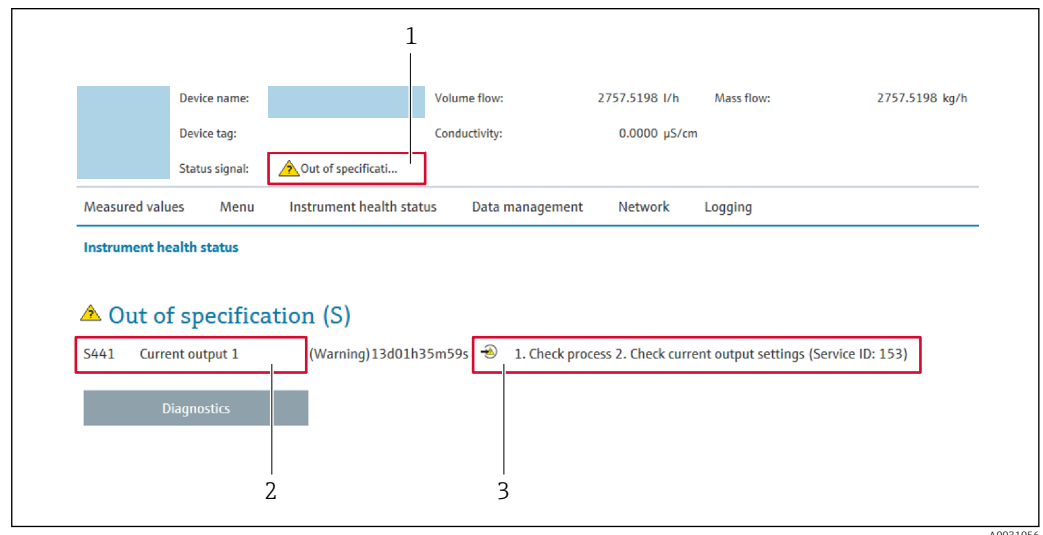 1
Device name: Volume flow: 2757.5198 l/h Mass flow: 2757.5198 kg/h
Device tag: Conductivity: 0.0000 µS/cm
Status signal: Out of specificati...
Measured values Menu Instrument health status Data management Network Logging
Instrument health status
Out of specification (S)
S441 Current output 1 (Warning)13d01h35m59s 1. Check process 2. Check current output settings (Service ID: 153)
Diagnostics
2 3
A0031056